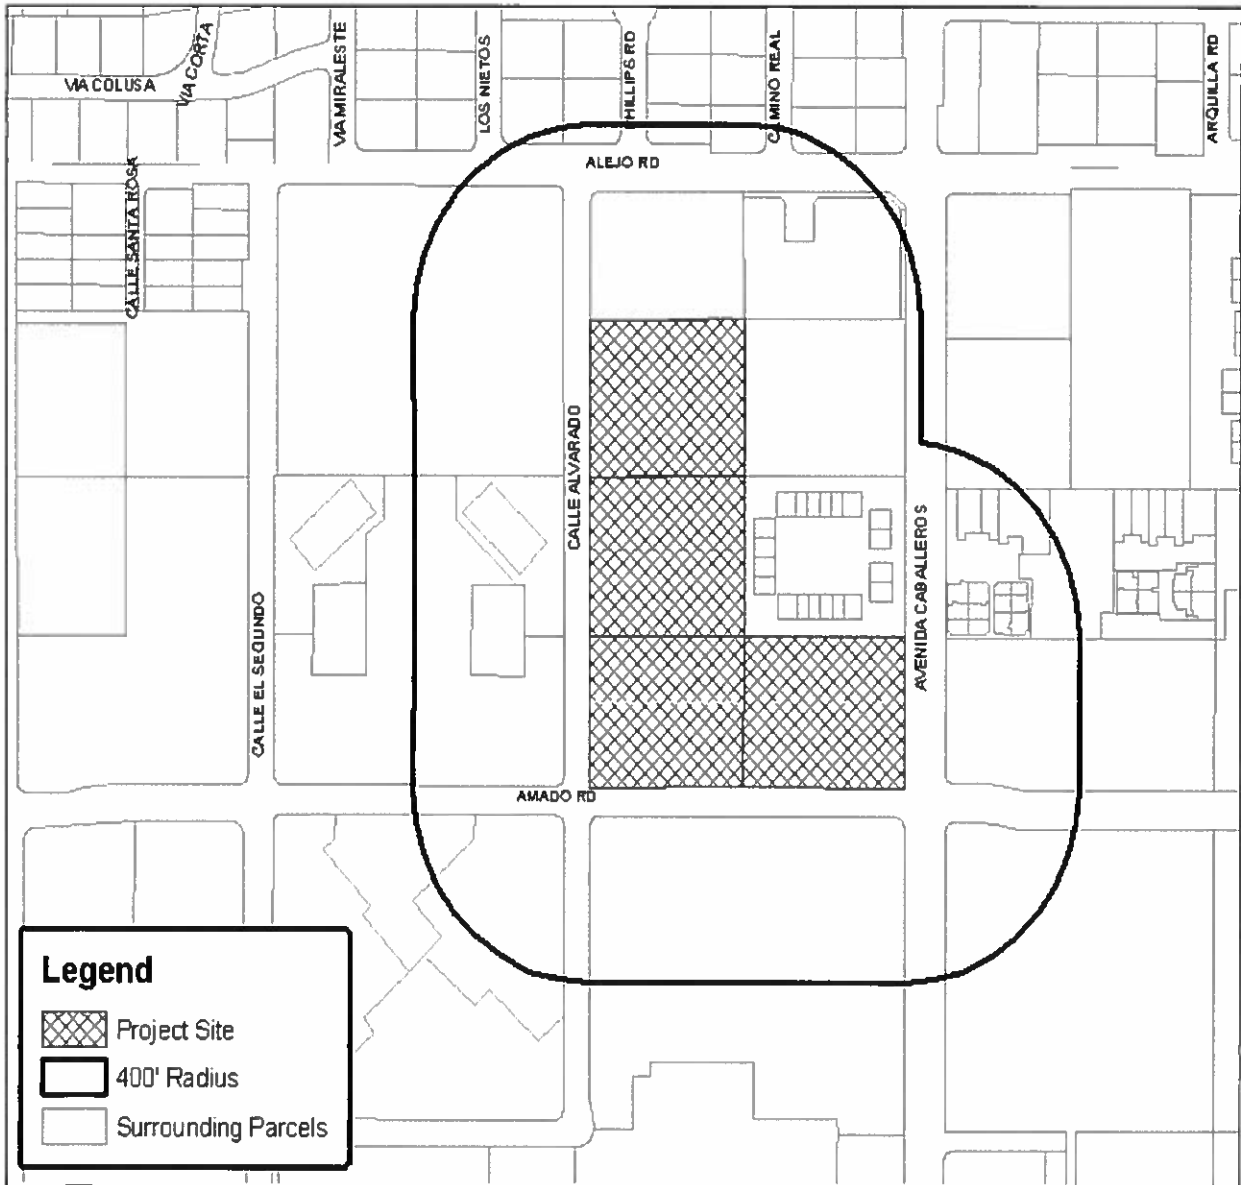 VIA COLUSA
VIA CORTA
VIA MIRALESTE
LOS NIETOS
PHILLIPS RD
CAMINO REAL
ARQUILLA RD
ALEJO RD
CALLE SANTA ROSA
CALLE ALVARADO
AVENIDA CABALLEROS
CALLE EL SEGUNDO
AMADO RD
Legend
Project Site
400' Radius
Surrounding Parcels